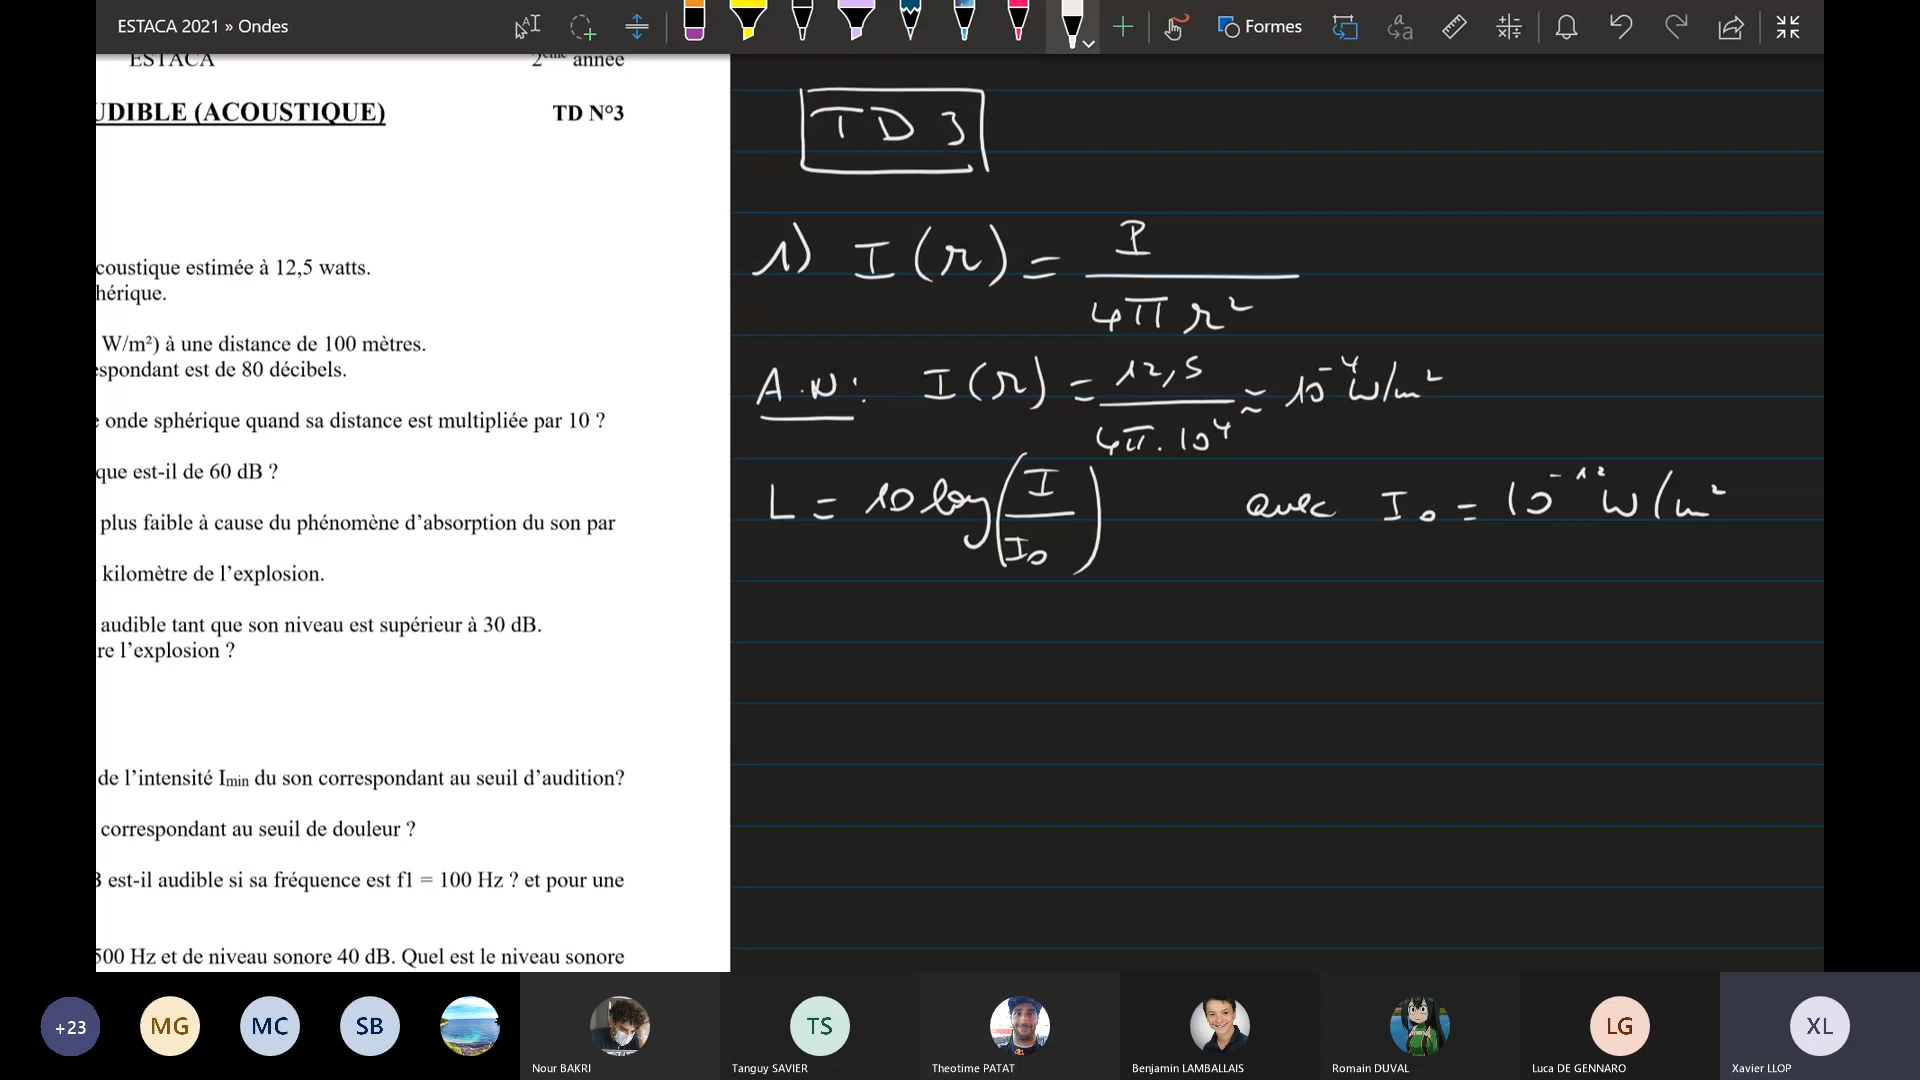 ESTACA 2021 » Ondes
Formes
ESTACA 2ème année
UDIBLE (ACOUSTIQUE) TD N°3
coustique estimée à 12,5 watts.
hérique.
W/m²) à une distance de 100 mètres.
espondant est de 80 décibels.
e onde sphérique quand sa distance est multipliée par 10 ?
que est-il de 60 dB ?
plus faible à cause du phénomène d’absorption du son par
kilomètre de l’explosion.
audible tant que son niveau est supérieur à 30 dB.
re l’explosion ?
de l’intensité Imin du son correspondant au seuil d’audition?
correspondant au seuil de douleur ?
B est-il audible si sa fréquence est f1 = 100 Hz ? et pour une
500 Hz et de niveau sonore 40 dB. Quel est le niveau sonore
TD 3
1) I(r) = P / 4π r²
A.N: I(r) = 12,5 / 4π.10⁴ ≈ 10⁻⁴ W/m²
L = 10 log(I/I₀) avec I₀ = 10⁻¹² W/m²
+23 MG MC SB TS LG XL
Nour BAKRI Tanguy SAVIER Theotime PATAT Benjamin LAMBALLAIS Romain DUVAL Luca DE GENNARO Xavier LLOP